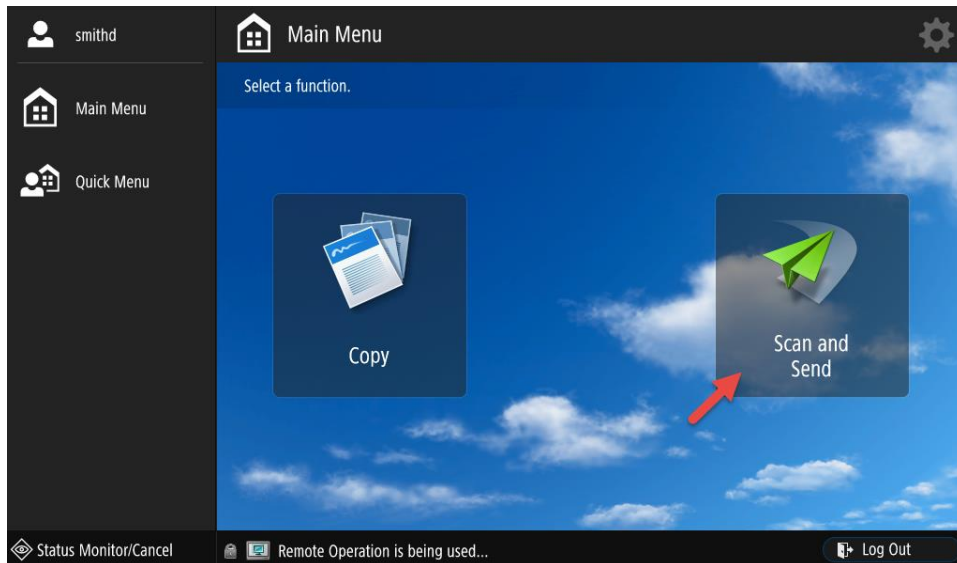 smithd
Main Menu
Quick Menu
Main Menu
Select a function.
Copy
Scan and
Send
Status Monitor/Cancel
Remote Operation is being used...
Log Out